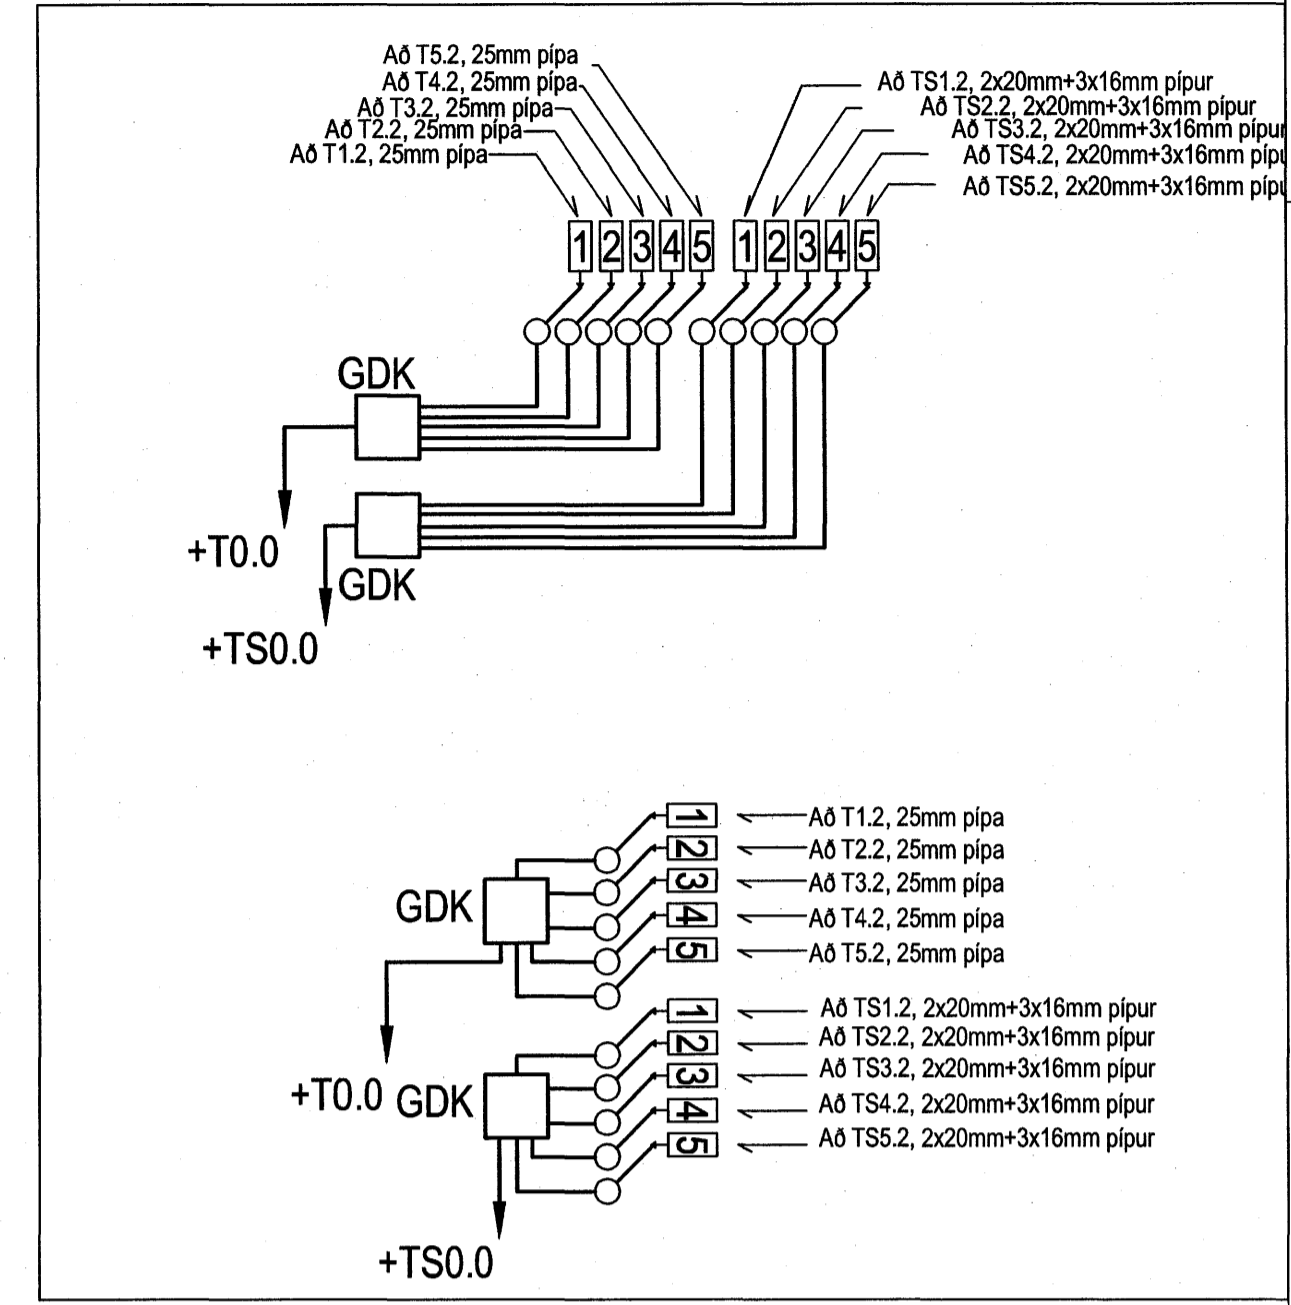 Að T5.2, 25mm pípa
Að T4.2, 25mm pípa
Að T3.2, 25mm pípa
Að T2.2, 25mm pípa
Að T1.2, 25mm pípa
Að TS1.2, 2x20mm+3x16mm pípur
Að TS2.2, 2x20mm+3x16mm pípur
Að TS3.2, 2x20mm+3x16mm pípur
Að TS4.2, 2x20mm+3x16mm pípu
Að TS5.2, 2x20mm+3x16mm pípu
1 2 3 4 5 1 2 3 4 5
GDK
+T0.0
GDK
+TS0.0
1 Að T1.2, 25mm pípa
2 Að T2.2, 25mm pípa
3 Að T3.2, 25mm pípa
GDK
4 Að T4.2, 25mm pípa
5 Að T5.2, 25mm pípa
+T0.0
1 Að TS1.2, 2x20mm+3x16mm pípur
2 Að TS2.2, 2x20mm+3x16mm pípur
3 Að TS3.2, 2x20mm+3x16mm pípur
GDK
4 Að TS4.2, 2x20mm+3x16mm pípur
5 Að TS5.2, 2x20mm+3x16mm pípur
+TS0.0